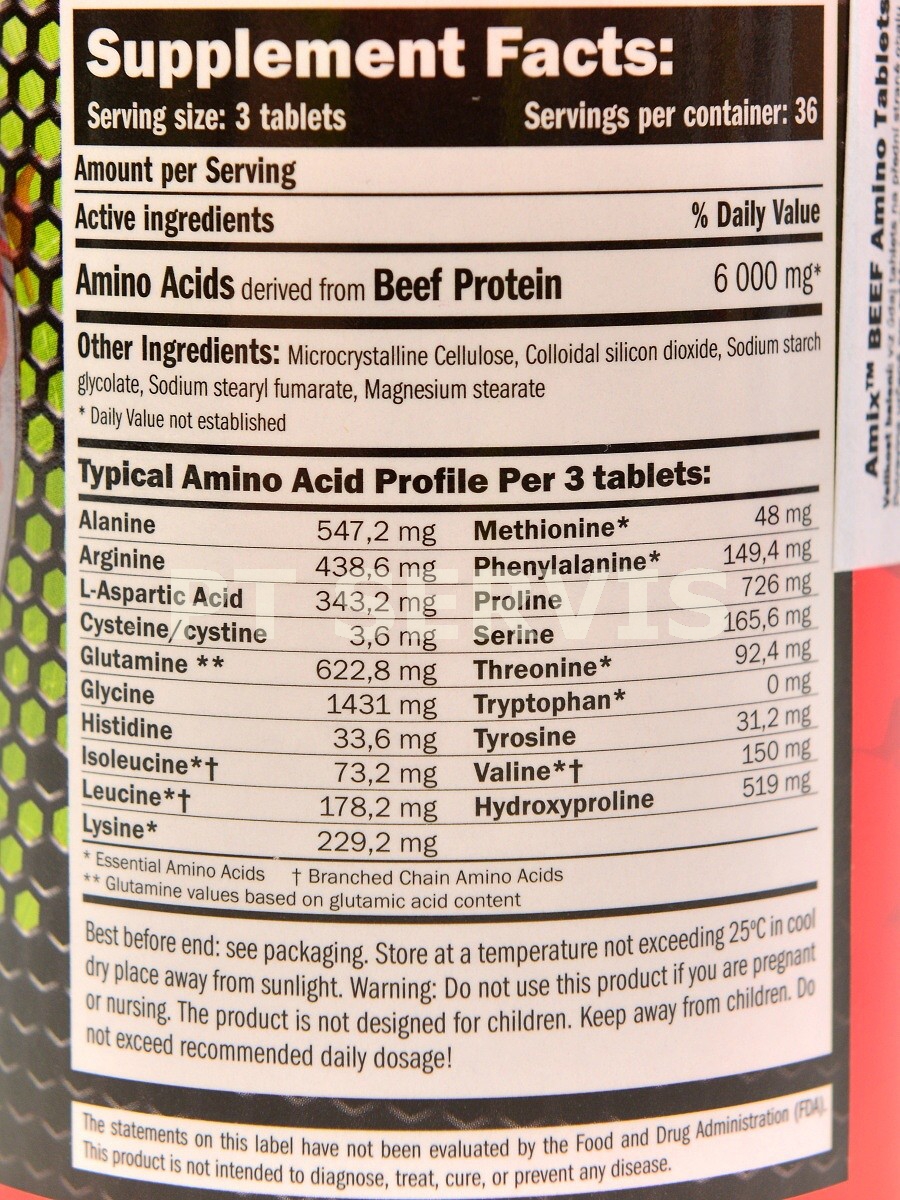 Supplement Facts:
Serving size: 3 tablets Servings per container: 36
Amount per Serving
Active ingredients % Daily Value
Amino Acids derived from Beef Protein 6 000 mg*
Other Ingredients: Microcrystalline Cellulose, Colloidal silicon dioxide, Sodium starch
glycolate, Sodium stearyl fumarate, Magnesium stearate
* Daily Value not established
Typical Amino Acid Profile Per 3 tablets:
Alanine 547,2 mg Methionine* 48 mg
Arginine 438,6 mg Phenylalanine* 149,4 mg
L-Aspartic Acid 343,2 mg Proline 726 mg
Cysteine/cystine 3,6 mg Serine 165,6 mg
Glutamine ** 622,8 mg Threonine* 92,4 mg
Glycine 1431 mg Tryptophan* 0 mg
Histidine 33,6 mg Tyrosine 31,2 mg
Isoleucine*† 73,2 mg Valine*† 150 mg
Leucine*† 178,2 mg Hydroxyproline 519 mg
Lysine* 229,2 mg
* Essential Amino Acids † Branched Chain Amino Acids
** Glutamine values based on glutamic acid content
Best before end: see packaging. Store at a temperature not exceeding 25ºC in cool
dry place away from sunlight. Warning: Do not use this product if you are pregnant
or nursing. The product is not designed for children. Keep away from children. Do
not exceed recommended daily dosage!
The statements on this label have not been evaluated by the Food and Drug Administration (FDA).
This product is not intended to diagnose, treat, cure, or prevent any disease.
PT SERVIS
Amix™ BEEF Amino Tablets